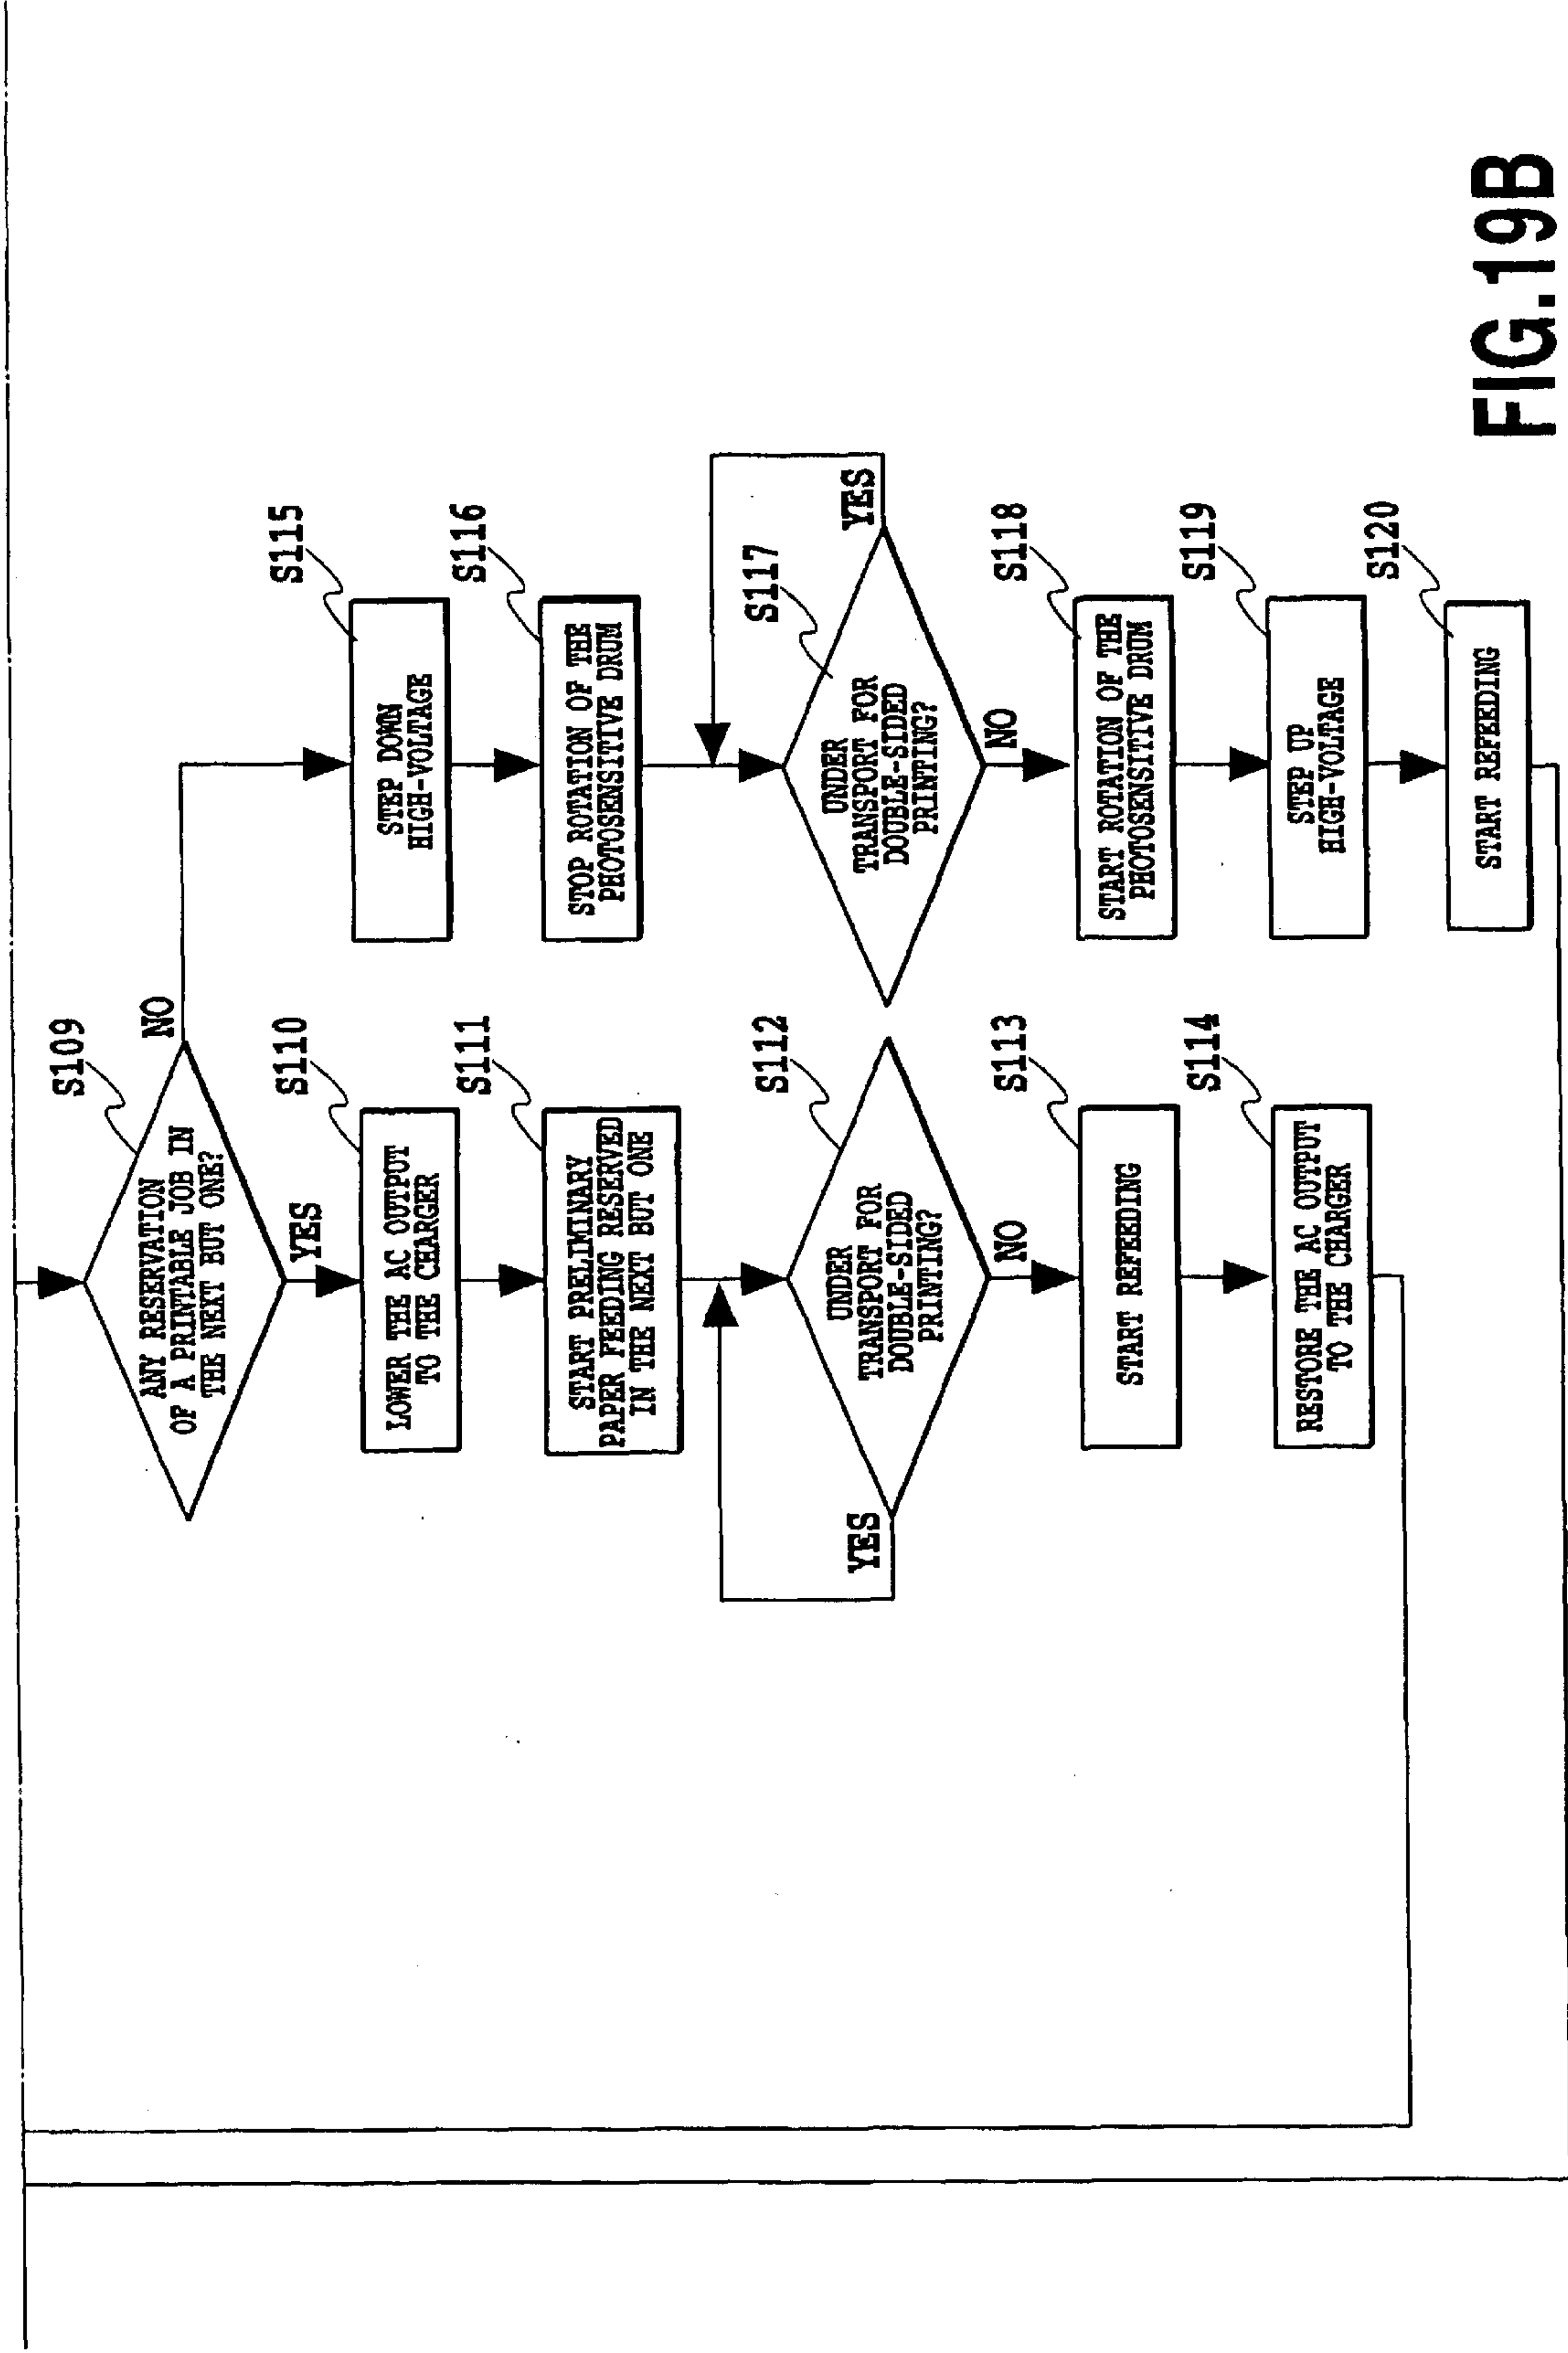 S109
ANY RESERVATION
OF A PRINTABLE JOB IN
THE NEXT BUT ONE?
NO
YES
S110
LOWER THE AC OUTPUT
TO THE CHARGER
S111
START PRELIMINARY
PAPER FEEDING RESERVED
IN THE NEXT BUT ONE
S112
UNDER
TRANSPORT FOR
DOUBLE-SIDED
PRINTING?
YES
NO
S113
START REFEEDING
S114
RESTORE THE AC OUTPUT
TO THE CHARGER
S115
STEP DOWN
HIGH-VOLTAGE
S116
STOP ROTATION OF THE
PHOTOSENSITIVE DRUM
S117
UNDER
TRANSPORT FOR
DOUBLE-SIDED
PRINTING?
YES
NO
S118
START ROTATION OF THE
PHOTOSENSITIVE DRUM
S119
STEP UP
HIGH-VOLTAGE
S120
START REFEEDING
FIG.19B